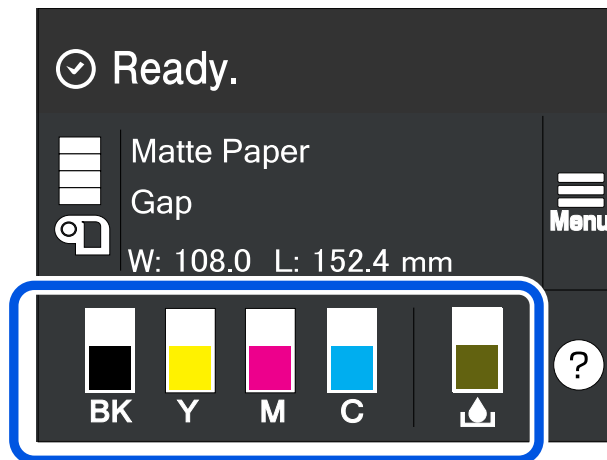 Ready.
Matte Paper
Gap
W: 108.0 L: 152.4 mm
Menu
BK Y M C
?